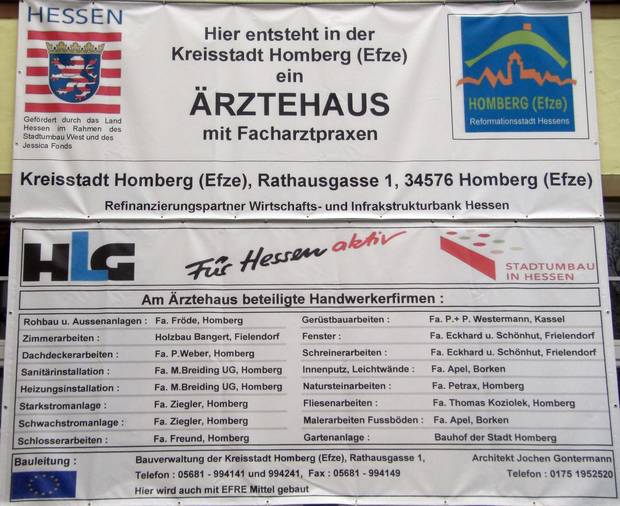 HESSEN
Gefördert durch das Land
Hessen im Rahmen des
Stadtumbau West und des
Jessica Fonds
Hier entsteht in der
Kreisstadt Homberg (Efze)
ein
ÄRZTEHAUS
mit Facharztpraxen
HOMBERG (Efze)
Reformationsstadt Hessens
Kreisstadt Homberg (Efze), Rathausgasse 1, 34576 Homberg (Efze)
Refinanzierungspartner Wirtschafts- und Infrakstrukturbank Hessen
HLG
Für Hessen aktiv
STADTUMBAU
IN HESSEN
Am Ärztehaus beteiligte Handwerkerfirmen :
Rohbau u. Aussenanlagen : Fa. Fröde, Homberg
Zimmerarbeiten : Holzbau Bangert, Fielendorf
Dachdeckerarbeiten : Fa. P.Weber, Homberg
Sanitärinstallation : Fa. M.Breiding UG, Homberg
Heizungsinstallation : Fa. M.Breiding UG, Homberg
Starkstromanlage : Fa. Ziegler, Homberg
Schwachstromanlage : Fa. Ziegler, Homberg
Schlosserarbeiten : Fa. Freund, Homberg
Gerüstbauarbeiten : Fa. P.+ P. Westermann, Kassel
Fenster : Fa. Eckhard u. Schönhut, Frielendorf
Schreinerarbeiten : Fa. Eckhard u. Schönhut, Frielendorf
Innenputz, Leichtwände : Fa. Apel, Borken
Natursteinarbeiten : Fa. Petrax, Homberg
Fliesenarbeiten : Fa. Thomas Koziolek, Homberg
Malerarbeiten Fussböden : Fa. Apel, Borken
Gartenanlage : Bauhof der Stadt Homberg
Bauleitung : Bauverwaltung der Kreisstadt Homberg (Efze), Rathausgasse 1, Architekt Jochen Gontermann
Telefon : 05681 - 994141 und 994241, Fax : 05681 - 994149 Telefon : 0175 1952520
Hier wird auch mit EFRE Mittel gebaut